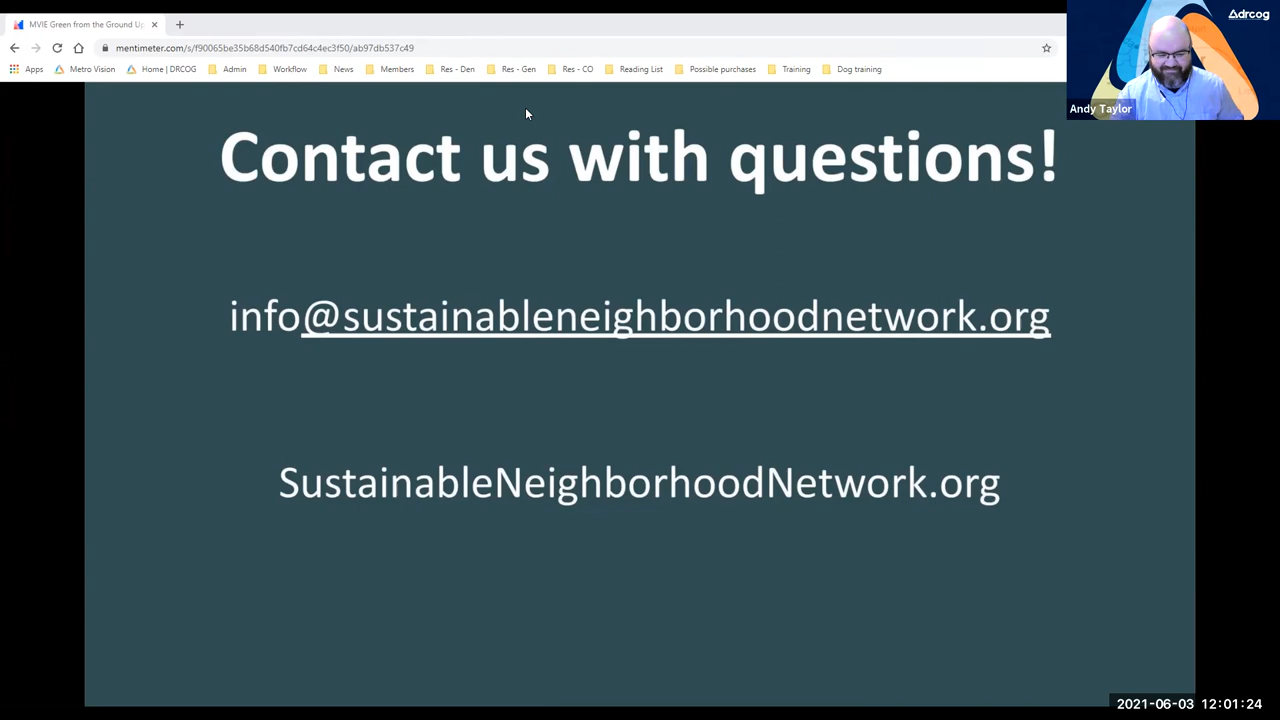 MVIE Green from the Ground Up
mentimeter.com/s/f90065be35b68d540fb7cd64c4ec3f50/ab97db537c49
Apps Metro Vision Home | DRCOG Admin Workflow News Members Res - Den Res - Gen Res - CO Reading List Possible purchases Training Dog training
drcog
Andy Taylor
Contact us with questions!
info@sustainableneighborhoodnetwork.org
SustainableNeighborhoodNetwork.org
2021-06-03 12:01:24